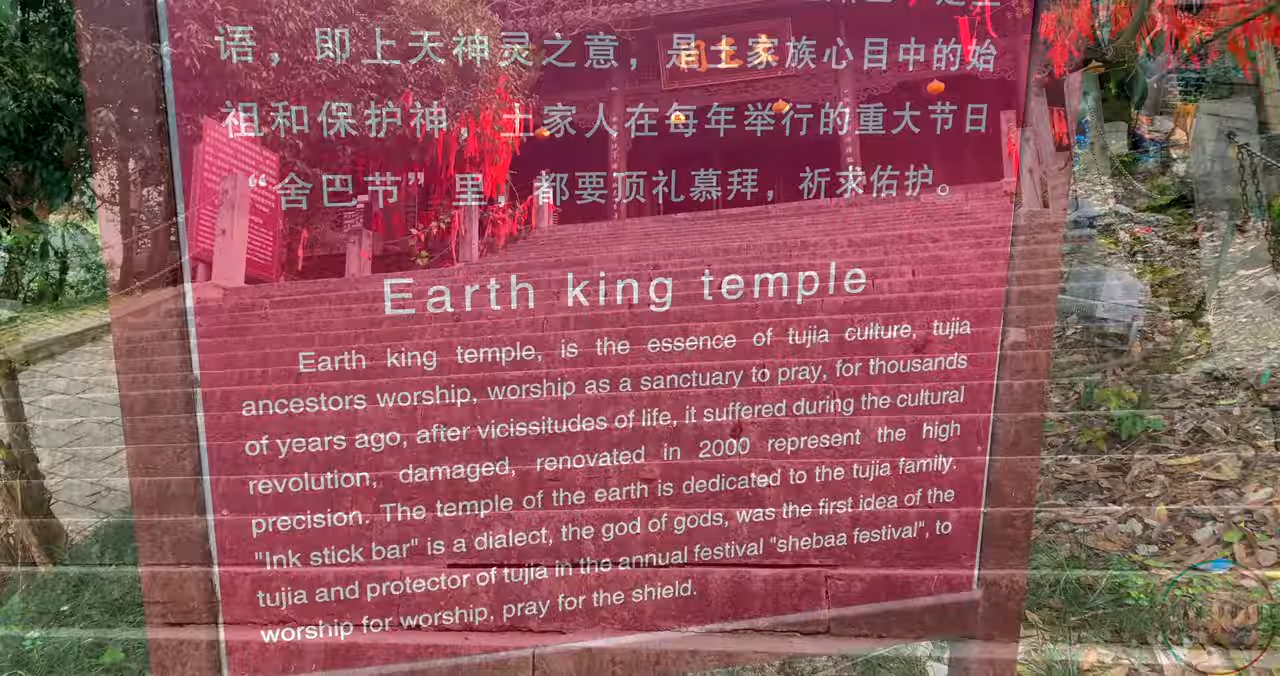 语，即上天神灵之意，是土家族心目中的始
祖和保护神，土家人在每年举行的重大节日
“舍巴节”里，都要顶礼慕拜，祈求佑护。
Earth king temple
Earth king temple, is the essence of tujia culture, tujia
ancestors worship, worship as a sanctuary to pray, for thousands
of years ago, after vicissitudes of life, it suffered during the cultural
revolution, damaged, renovated in 2000 represent the high
precision. The temple of the earth is dedicated to the tujia family.
"Ink stick bar" is a dialect, the god of gods, was the first idea of the
tujia and protector of tujia in the annual festival "shebaa festival", to
worship for worship, pray for the shield.